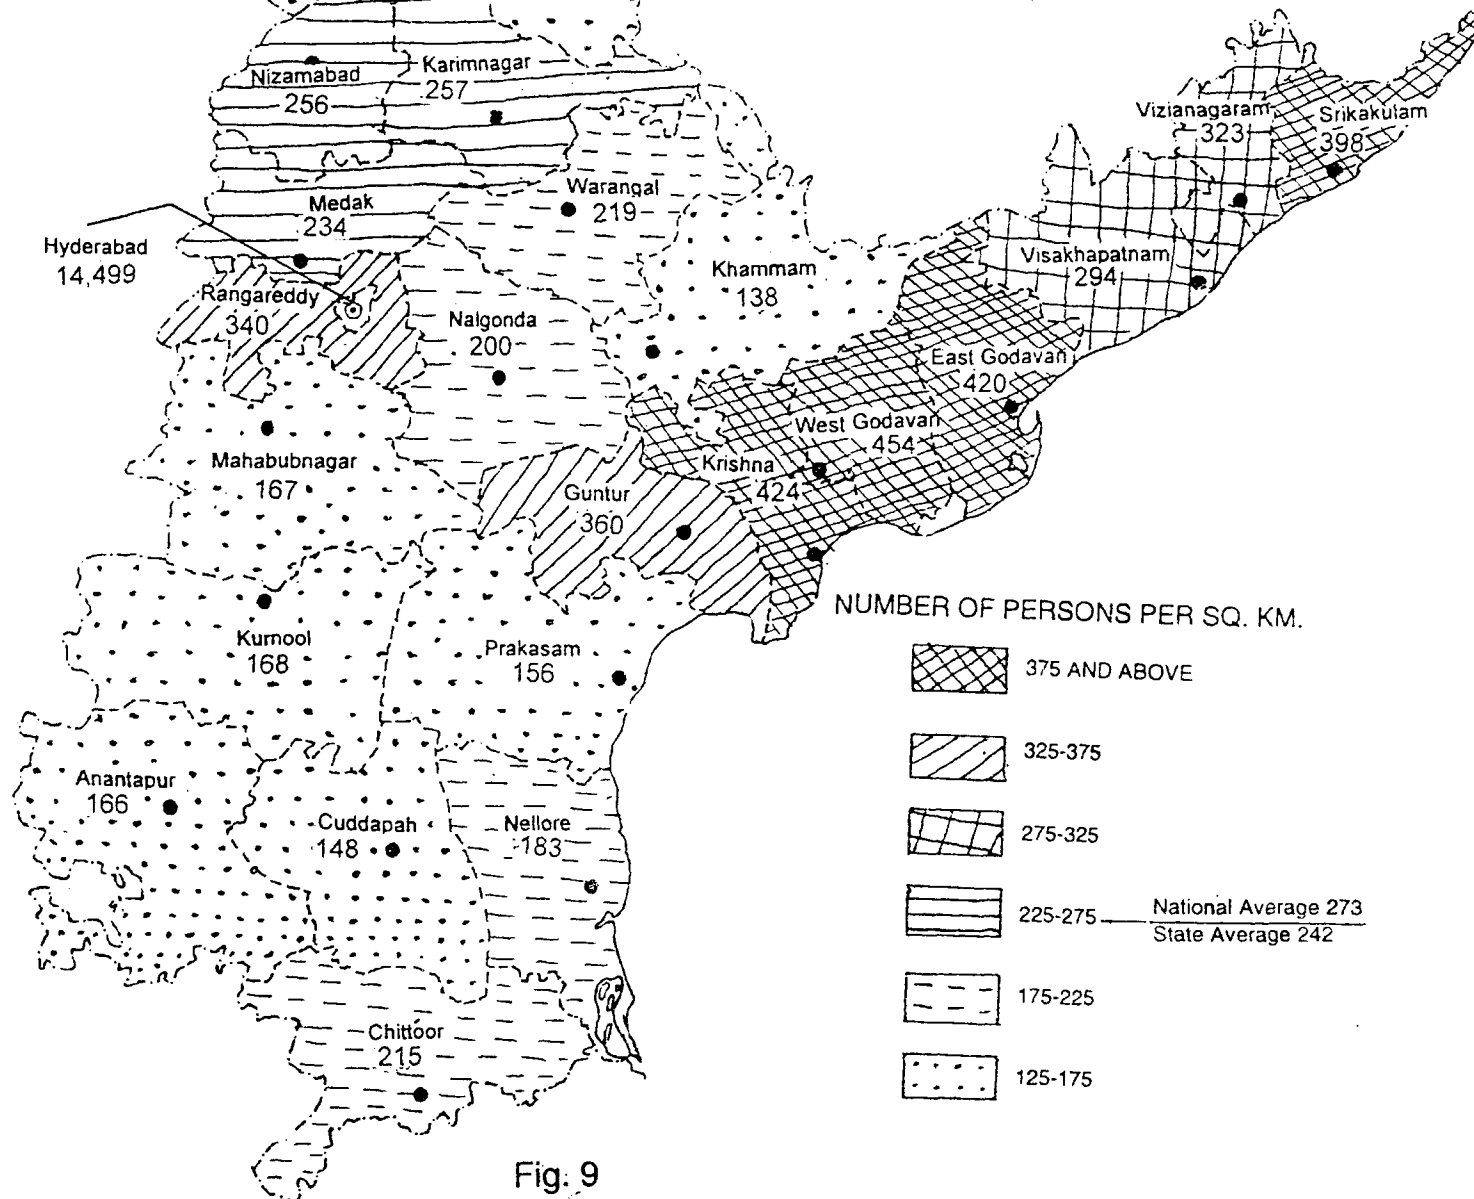 Nizamabad
256
Karimnagar
257
Vizianagaram
323
Srikakulam
398
Warangal
219
Medak
234
Hyderabad
14,499
Rangareddy
340
Khammam
138
Visakhapatnam
294
Nalgonda
200
East Godavari
420
West Godavari
454
Krishna
424
Mahabubnagar
167
Guntur
360
Kurnool
168
Prakasam
156
Anantapur
166
Cuddapah
148
Nellore
183
Chittoor
215
NUMBER OF PERSONS PER SQ. KM.
375 AND ABOVE
325-375
275-325
225-275
National Average 273
State Average 242
175-225
125-175
Fig. 9